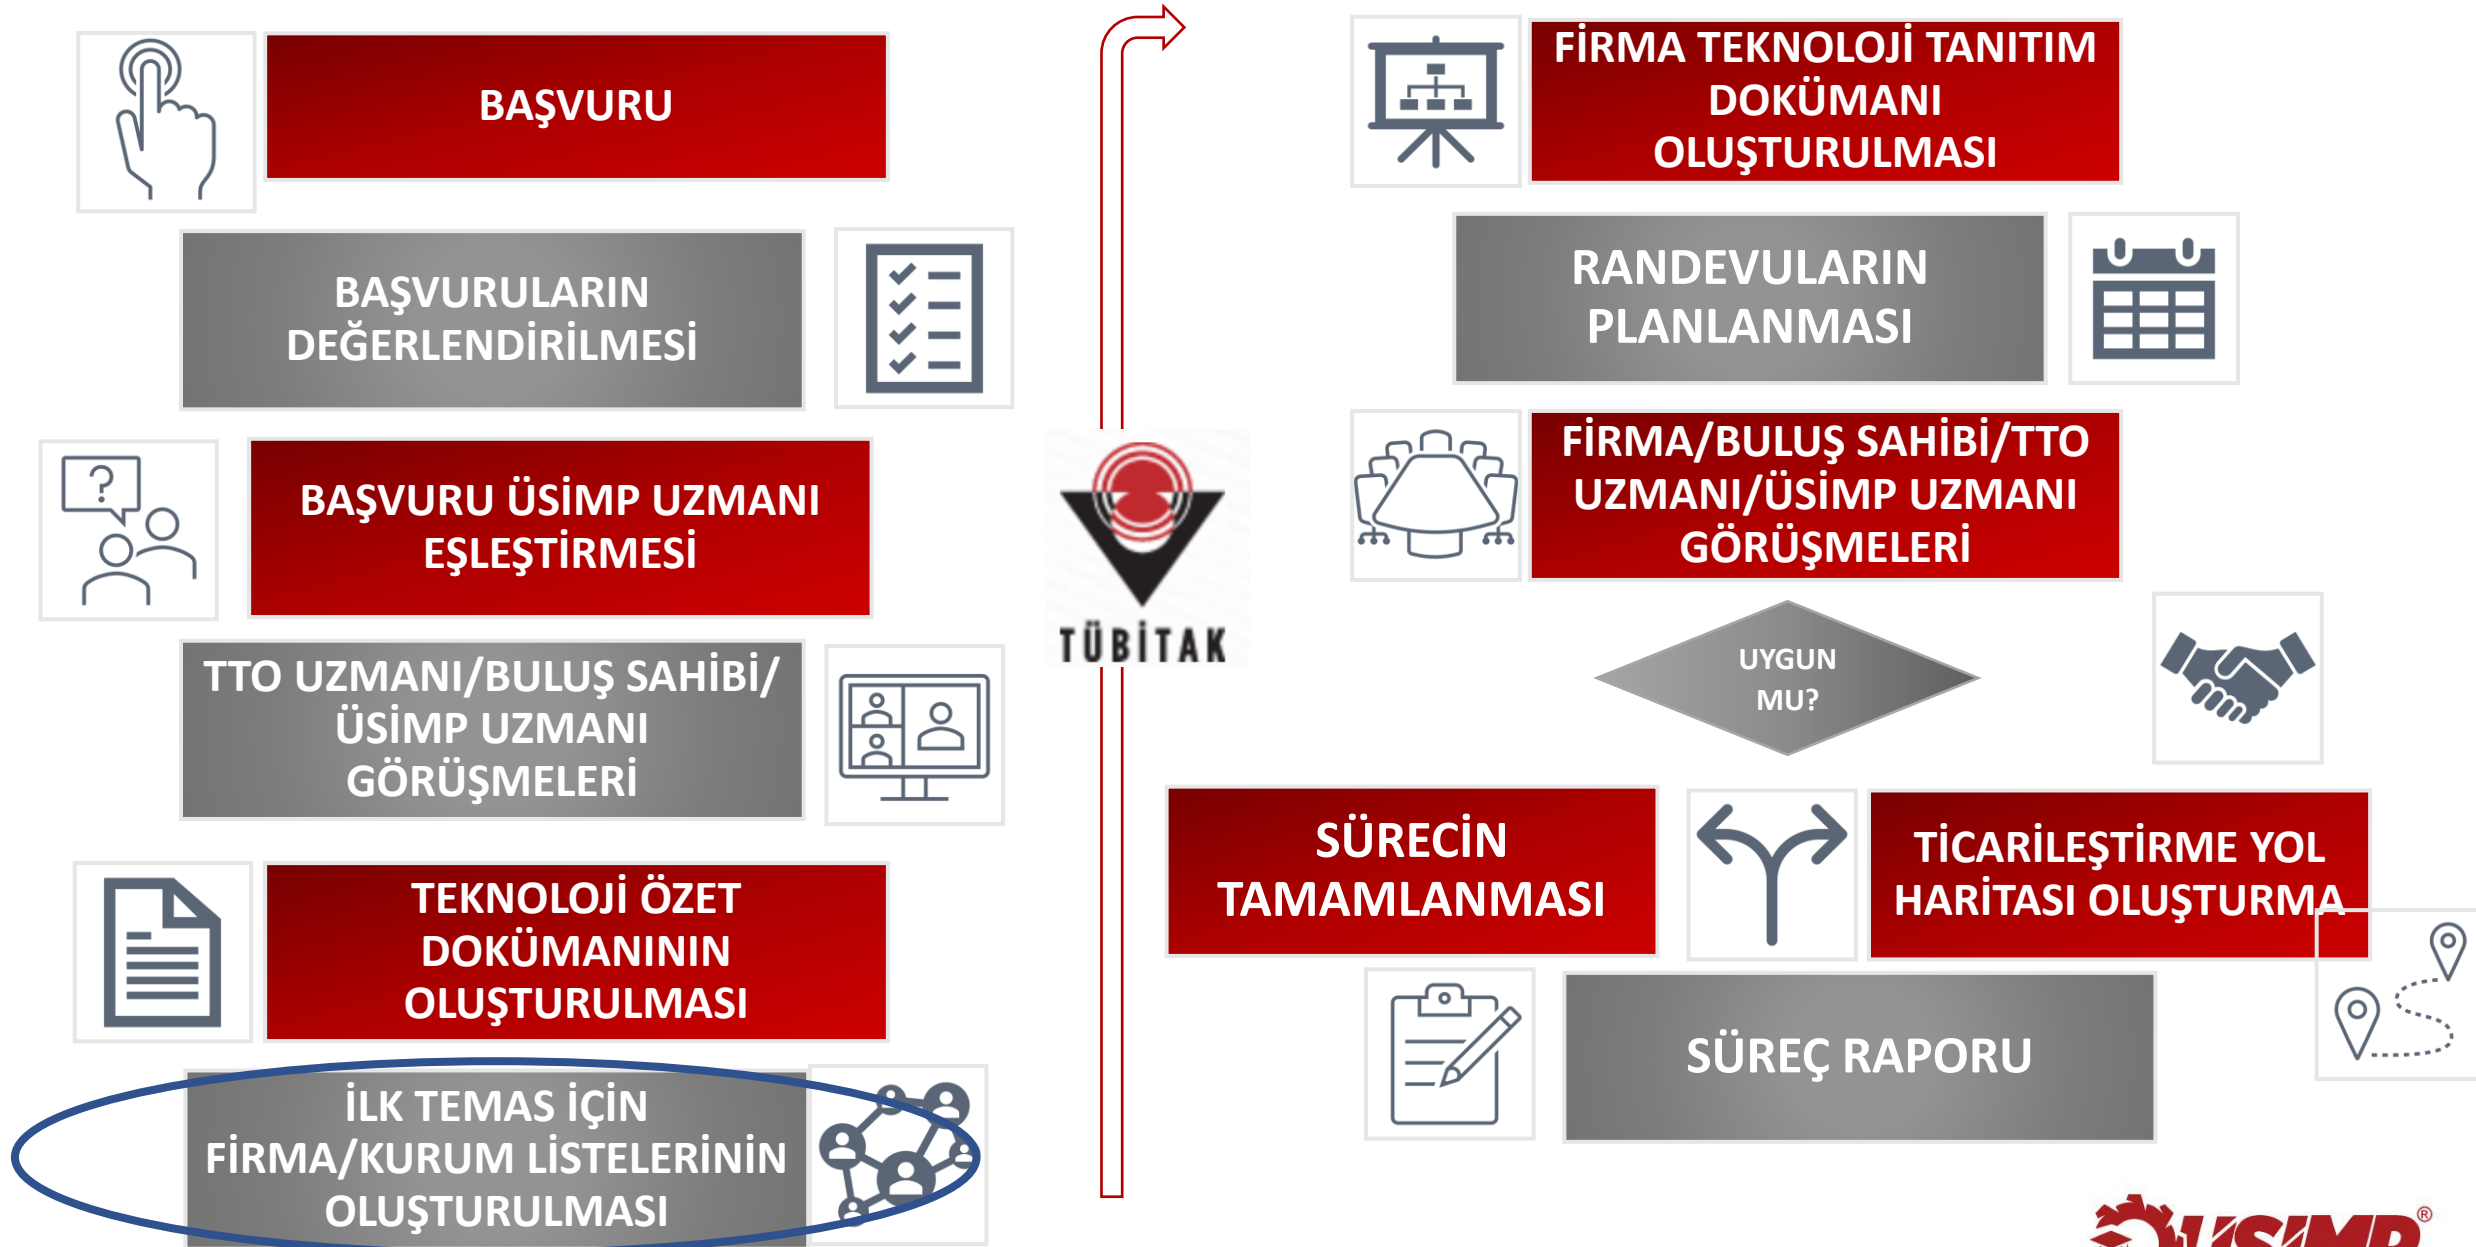 BAŞVURU
BAŞVURULARIN
DEĞERLENDİRİLMESİ
?
BAŞVURU ÜSİMP UZMANI
EŞLEŞTİRMESİ
TTO UZMANI/BULUŞ SAHİBİ/
ÜSİMP UZMANI
GÖRÜŞMELERİ
TEKNOLOJİ ÖZET
DOKÜMANININ
OLUŞTURULMASI
İLK TEMAS İÇİN
FİRMA/KURUM LİSTELERİNİN
OLUŞTURULMASI
TÜBİTAK
FİRMA TEKNOLOJİ TANITIM
DOKÜMANI
OLUŞTURULMASI
RANDEVULARIN
PLANLANMASI
FİRMA/BULUŞ SAHİBİ/TTO
UZMANI/ÜSİMP UZMANI
GÖRÜŞMELERİ
UYGUN
MU?
SÜRECİN
TAMAMLANMASI
TİCARİLEŞTİRME YOL
HARİTASI OLUŞTURMA
SÜREÇ RAPORU
USIMP®